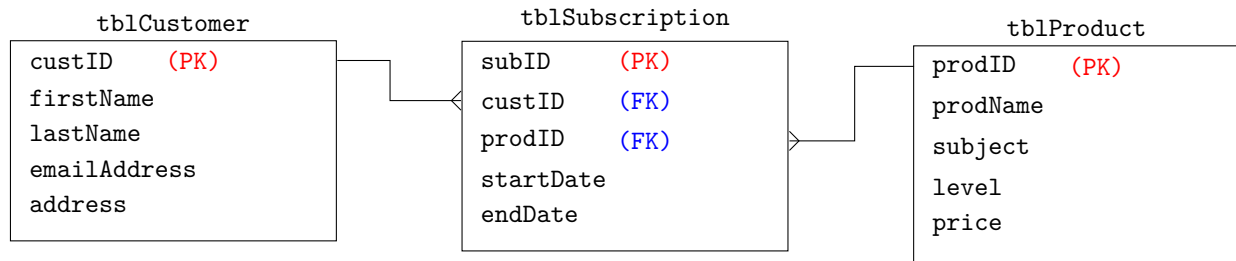 tblCustomer
custID (PK)
firstName
lastName
emailAddress
address
tblSubscription
subID (PK)
custID (FK)
prodID (FK)
startDate
endDate
tblProduct
prodID (PK)
prodName
subject
level
price